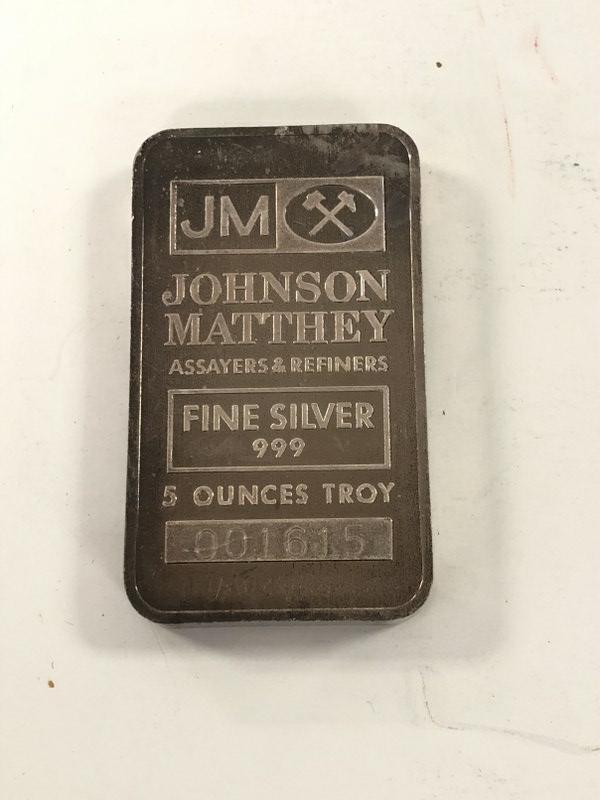 JM
JOHNSON
MATTHEY
ASSAYERS & REFINERS
FINE SILVER
999
5 OUNCES TROY
001615